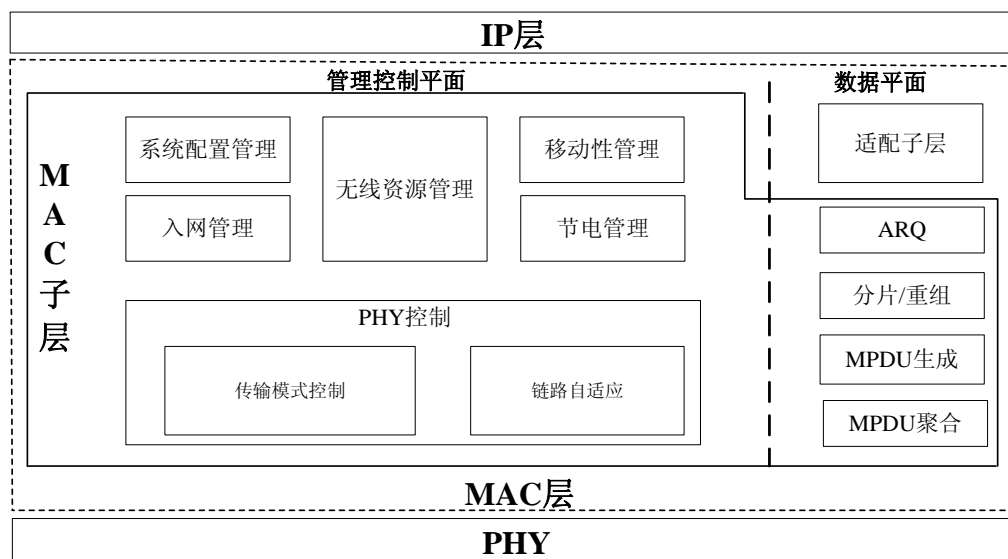 IP层
管理控制平面
数据平面
MAC子层
系统配置管理
无线资源管理
移动性管理
适配子层
入网管理
节电管理
ARQ
分片/重组
PHY控制
MPDU生成
传输模式控制
链路自适应
MPDU聚合
MAC层
PHY